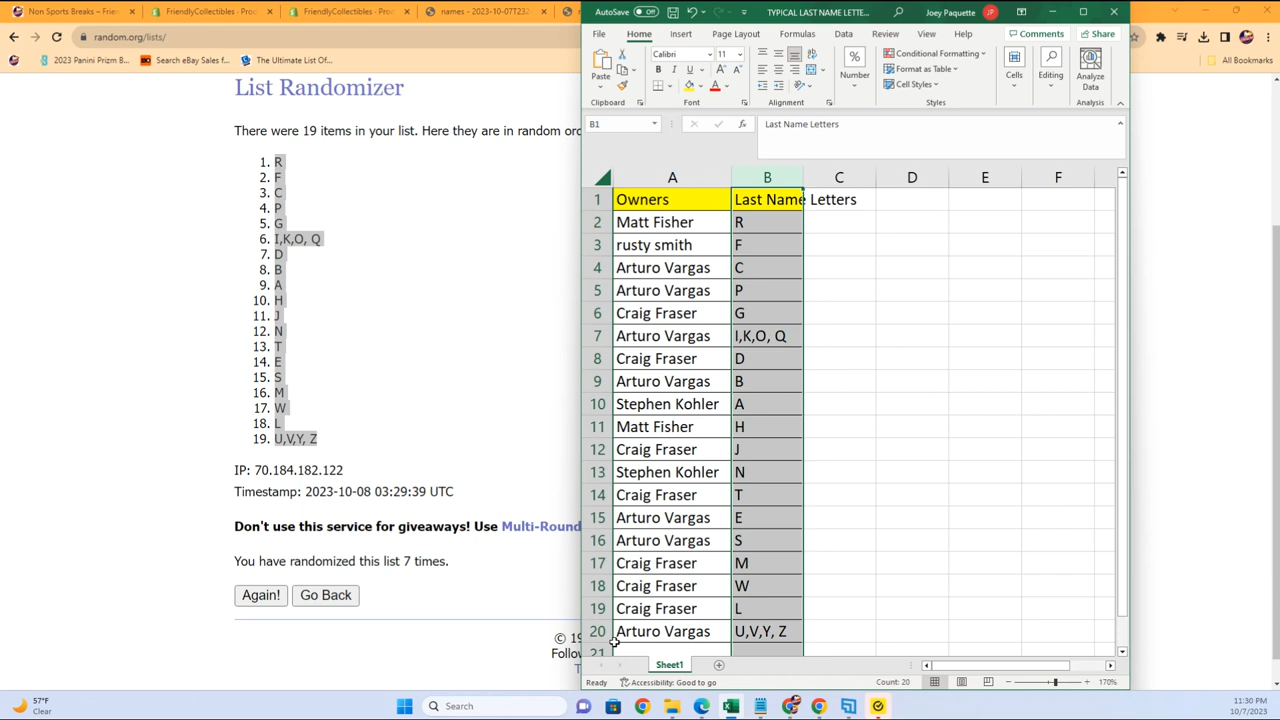 Non Sports Breaks – Frien
FriendlyCollectibles · Proc
FriendlyCollectibles · Proc
names - 2023-10-07T232
random.org/lists/
2023 Panini Prizm B...
Search eBay Sales f...
The Ultimate List Of...
All Bookmarks
List Randomizer
There were 19 items in your list. Here they are in random ord
1. R
2. F
3. C
4. P
5. G
6. I,K,O, Q
7. D
8. B
9. A
10. H
11. J
12. N
13. T
14. E
15. S
16. M
17. W
18. L
19. U,V,Y, Z
IP: 70.184.182.122
Timestamp: 2023-10-08 03:29:39 UTC
Don't use this service for giveaways! Use Multi-Round
You have randomized this list 7 times.
Again!
Go Back
© 19
Follow
T
AutoSave Off
TYPICAL LAST NAME LETTE...
Joey Paquette
JP
File Home Insert Page Layout Formulas Data Review View Help
Comments
Share
Paste
Clipboard
Calibri
11
Font
Alignment
Number
Conditional Formatting
Format as Table
Cell Styles
Styles
Cells
Editing
Analyze Data
Analysis
B1
Last Name Letters
A B C D E F
1 Owners Last Name Letters
2 Matt Fisher R
3 rusty smith F
4 Arturo Vargas C
5 Arturo Vargas P
6 Craig Fraser G
7 Arturo Vargas I,K,O, Q
8 Craig Fraser D
9 Arturo Vargas B
10 Stephen Kohler A
11 Matt Fisher H
12 Craig Fraser J
13 Stephen Kohler N
14 Craig Fraser T
15 Arturo Vargas E
16 Arturo Vargas S
17 Craig Fraser M
18 Craig Fraser W
19 Craig Fraser L
20 Arturo Vargas U,V,Y, Z
21
Sheet1
Ready
Accessibility: Good to go
Count: 20
170%
57°F
Clear
Search
11:30 PM
10/7/2023